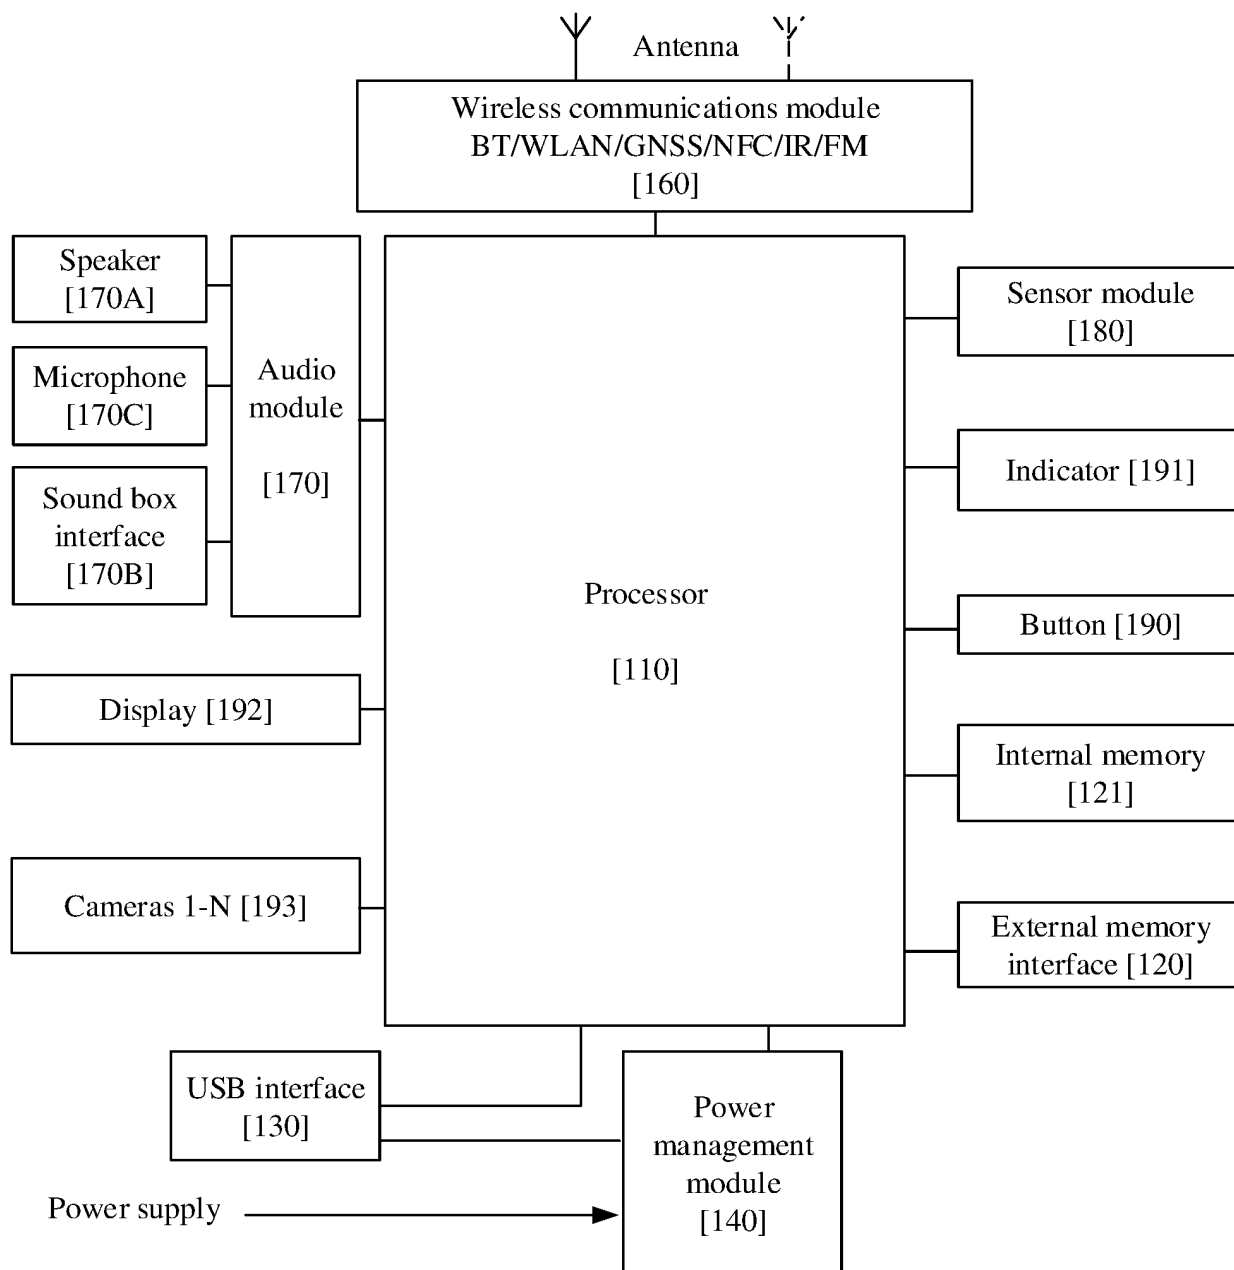 Antenna
Wireless communications module
BT/WLAN/GNSS/NFC/IR/FM
[160]
Speaker
[170A]
Microphone
[170C]
Sound box
interface
[170B]
Audio
module
[170]
Display [192]
Cameras 1-N [193]
Processor
[110]
Sensor module
[180]
Indicator [191]
Button [190]
Internal memory
[121]
External memory
interface [120]
USB interface
[130]
Power
management
module
[140]
Power supply